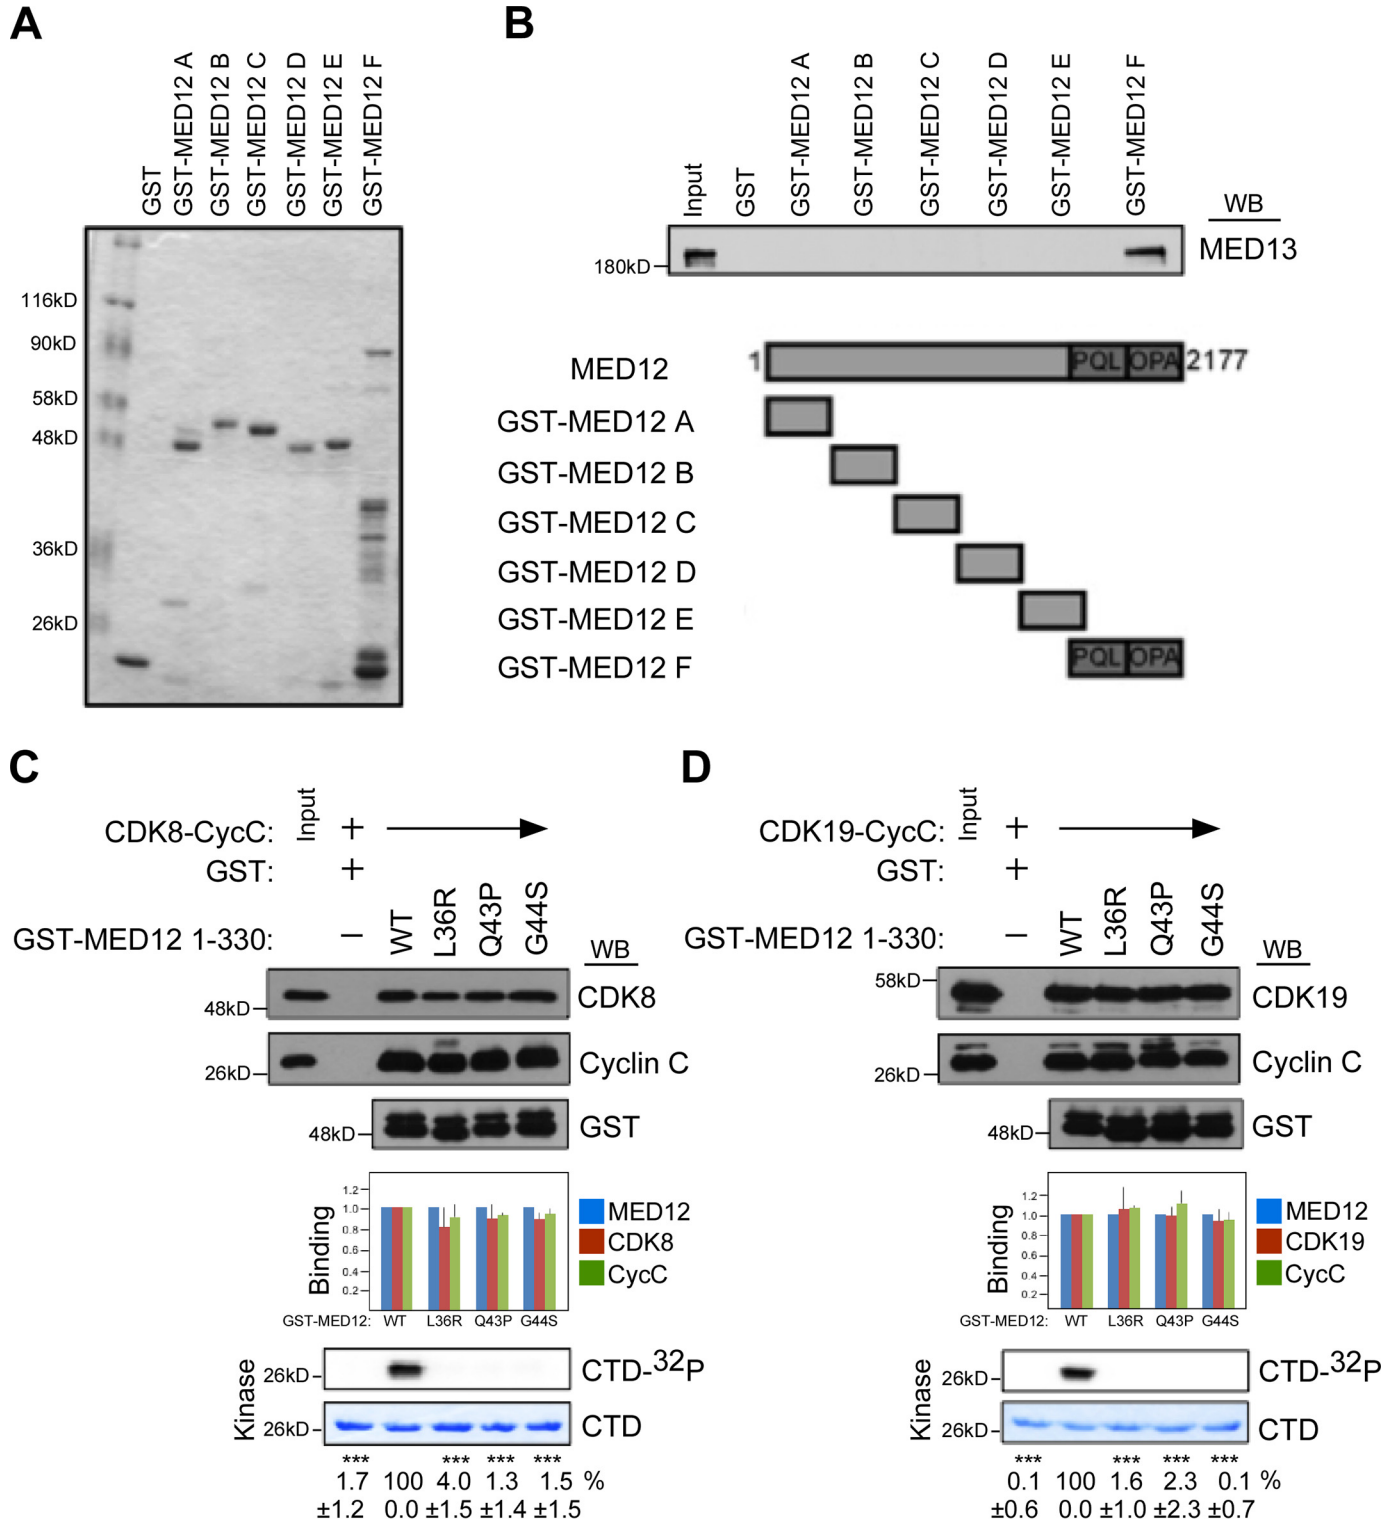 A
GST
GST-MED12 A
GST-MED12 B
GST-MED12 C
GST-MED12 D
GST-MED12 E
GST-MED12 F
116kD
90kD
58kD
48kD
36kD
26kD
B
Input
GST
GST-MED12 A
GST-MED12 B
GST-MED12 C
GST-MED12 D
GST-MED12 E
GST-MED12 F
WB
180kD
MED13
MED12 1 PQL OPA 2177
GST-MED12 A
GST-MED12 B
GST-MED12 C
GST-MED12 D
GST-MED12 E
GST-MED12 F PQL OPA
C
Input
CDK8-CycC: +
GST: +
GST-MED12 1-330: – WT L36R Q43P G44S
WB
48kD CDK8
26kD Cyclin C
48kD GST
Binding
1.2
1.0
0.8
0.6
0.4
0.2
MED12
CDK8
CycC
GST-MED12: WT L36R Q43P G44S
Kinase
26kD CTD-³²P
26kD CTD
*** *** *** ***
1.7 100 4.0 1.3 1.5 %
±1.2 0.0 ±1.5 ±1.4 ±1.5
D
Input
CDK19-CycC: +
GST: +
GST-MED12 1-330: – WT L36R Q43P G44S
WB
58kD CDK19
26kD Cyclin C
48kD GST
Binding
1.2
1.0
0.8
0.6
0.4
0.2
MED12
CDK19
CycC
GST-MED12: WT L36R Q43P G44S
Kinase
26kD CTD-³²P
26kD CTD
*** *** *** ***
0.1 100 1.6 2.3 0.1 %
±0.6 0.0 ±1.0 ±2.3 ±0.7